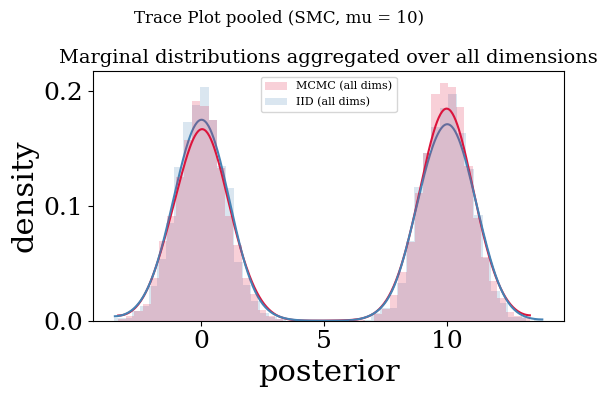 Trace Plot pooled (SMC, mu = 10)
Marginal distributions aggregated over all dimensions
MCMC (all dims)
IID (all dims)
0.2
0.1
0.0
density
0 5 10
posterior